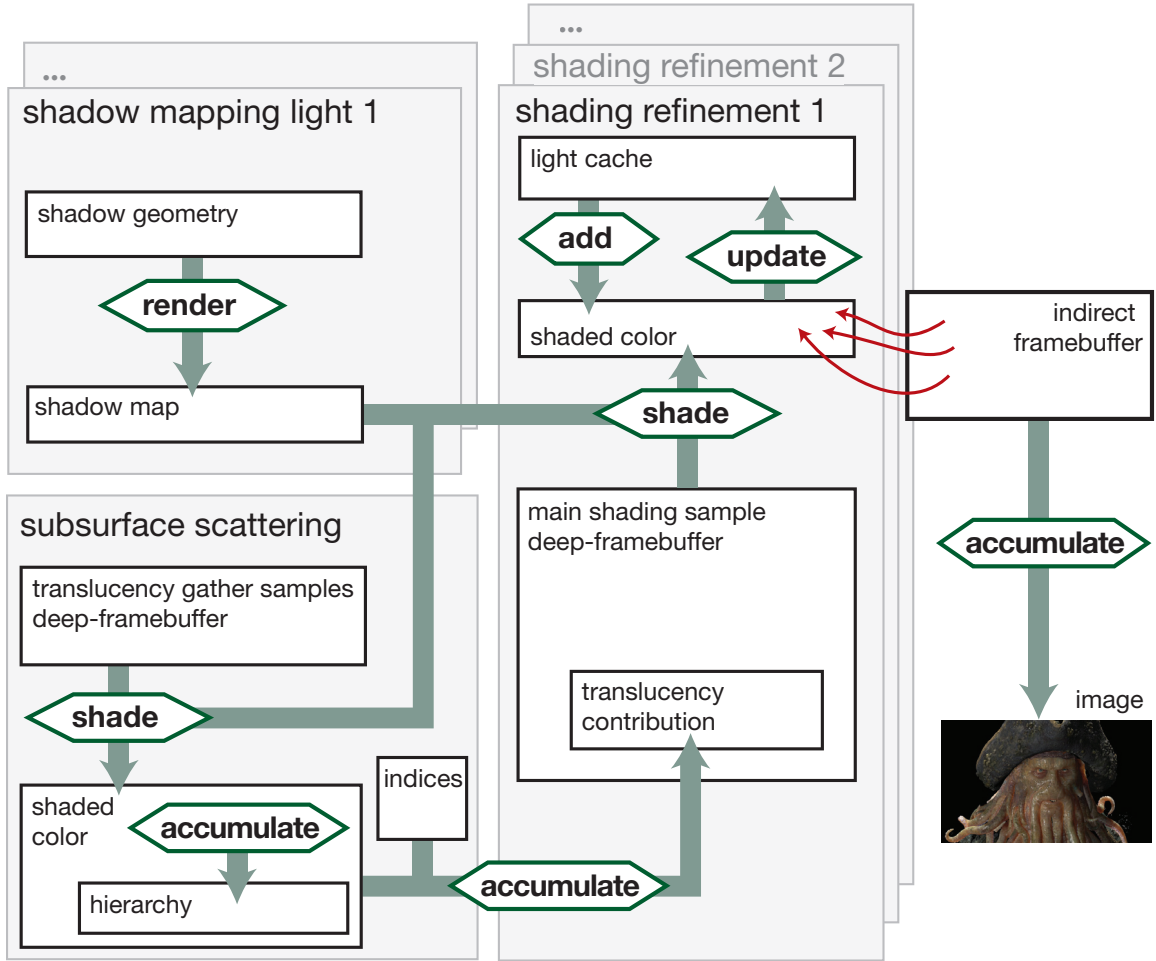 ...
shadow mapping light 1
shadow geometry
render
shadow map
subsurface scattering
translucency gather samples
deep-framebuffer
shade
shaded
color
accumulate
hierarchy
indices
accumulate
...
shading refinement 2
shading refinement 1
light cache
add
update
shaded color
shade
main shading sample
deep-framebuffer
translucency
contribution
indirect
framebuffer
accumulate
image